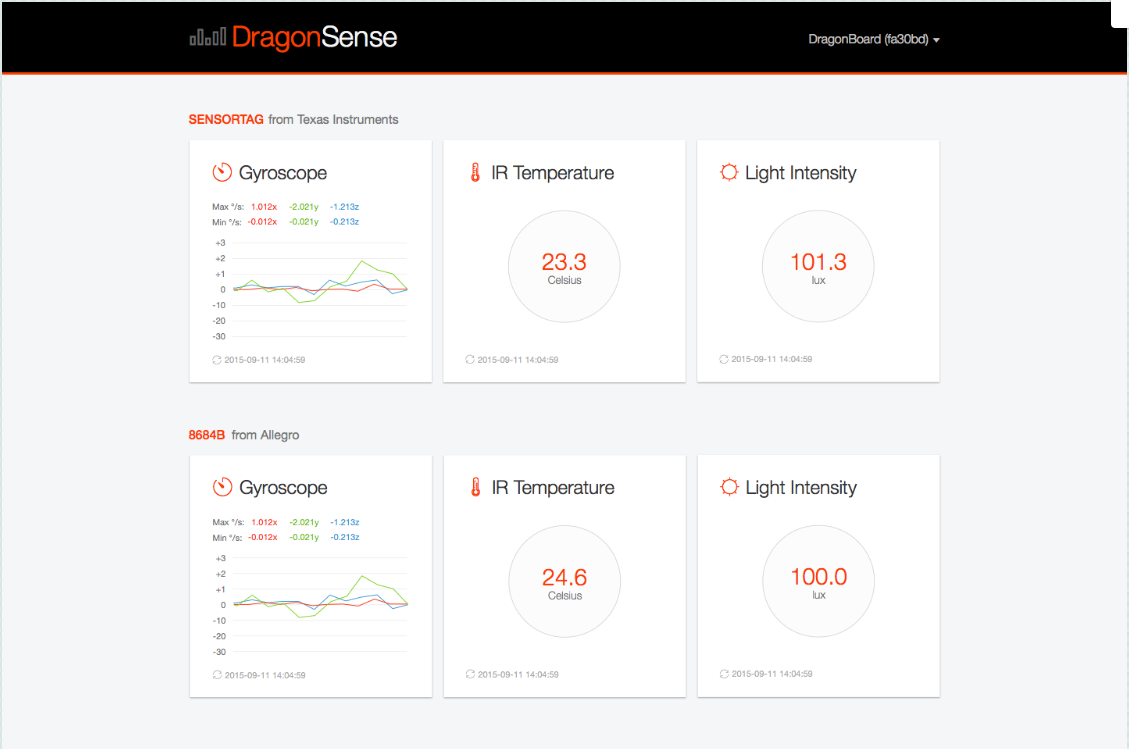 DragonSense
DragonBoard (fa30bd)
SENSORTAG from Texas Instruments
Gyroscope
Max °/s: 1.012x -2.021y -1.213z
Min °/s: -0.012x -0.021y -0.213z
+3
+2
+1
0
-10
-20
-30
2015-09-11 14:04:59
IR Temperature
23.3
Celsius
2015-09-11 14:04:59
Light Intensity
101.3
lux
2015-09-11 14:04:59
8684B from Allegro
Gyroscope
Max °/s: 1.012x -2.021y -1.213z
Min °/s: -0.012x -0.021y -0.213z
+3
+2
+1
0
-10
-20
-30
2015-09-11 14:04:59
IR Temperature
24.6
Celsius
2015-09-11 14:04:59
Light Intensity
100.0
lux
2015-09-11 14:04:59